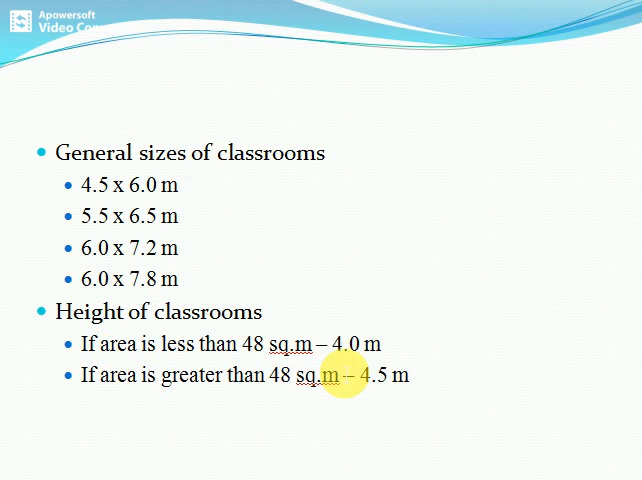 Apowersoft
Video Con
General sizes of classrooms
4.5 x 6.0 m
5.5 x 6.5 m
6.0 x 7.2 m
6.0 x 7.8 m
Height of classrooms
If area is less than 48 sq.m – 4.0 m
If area is greater than 48 sq.m – 4.5 m